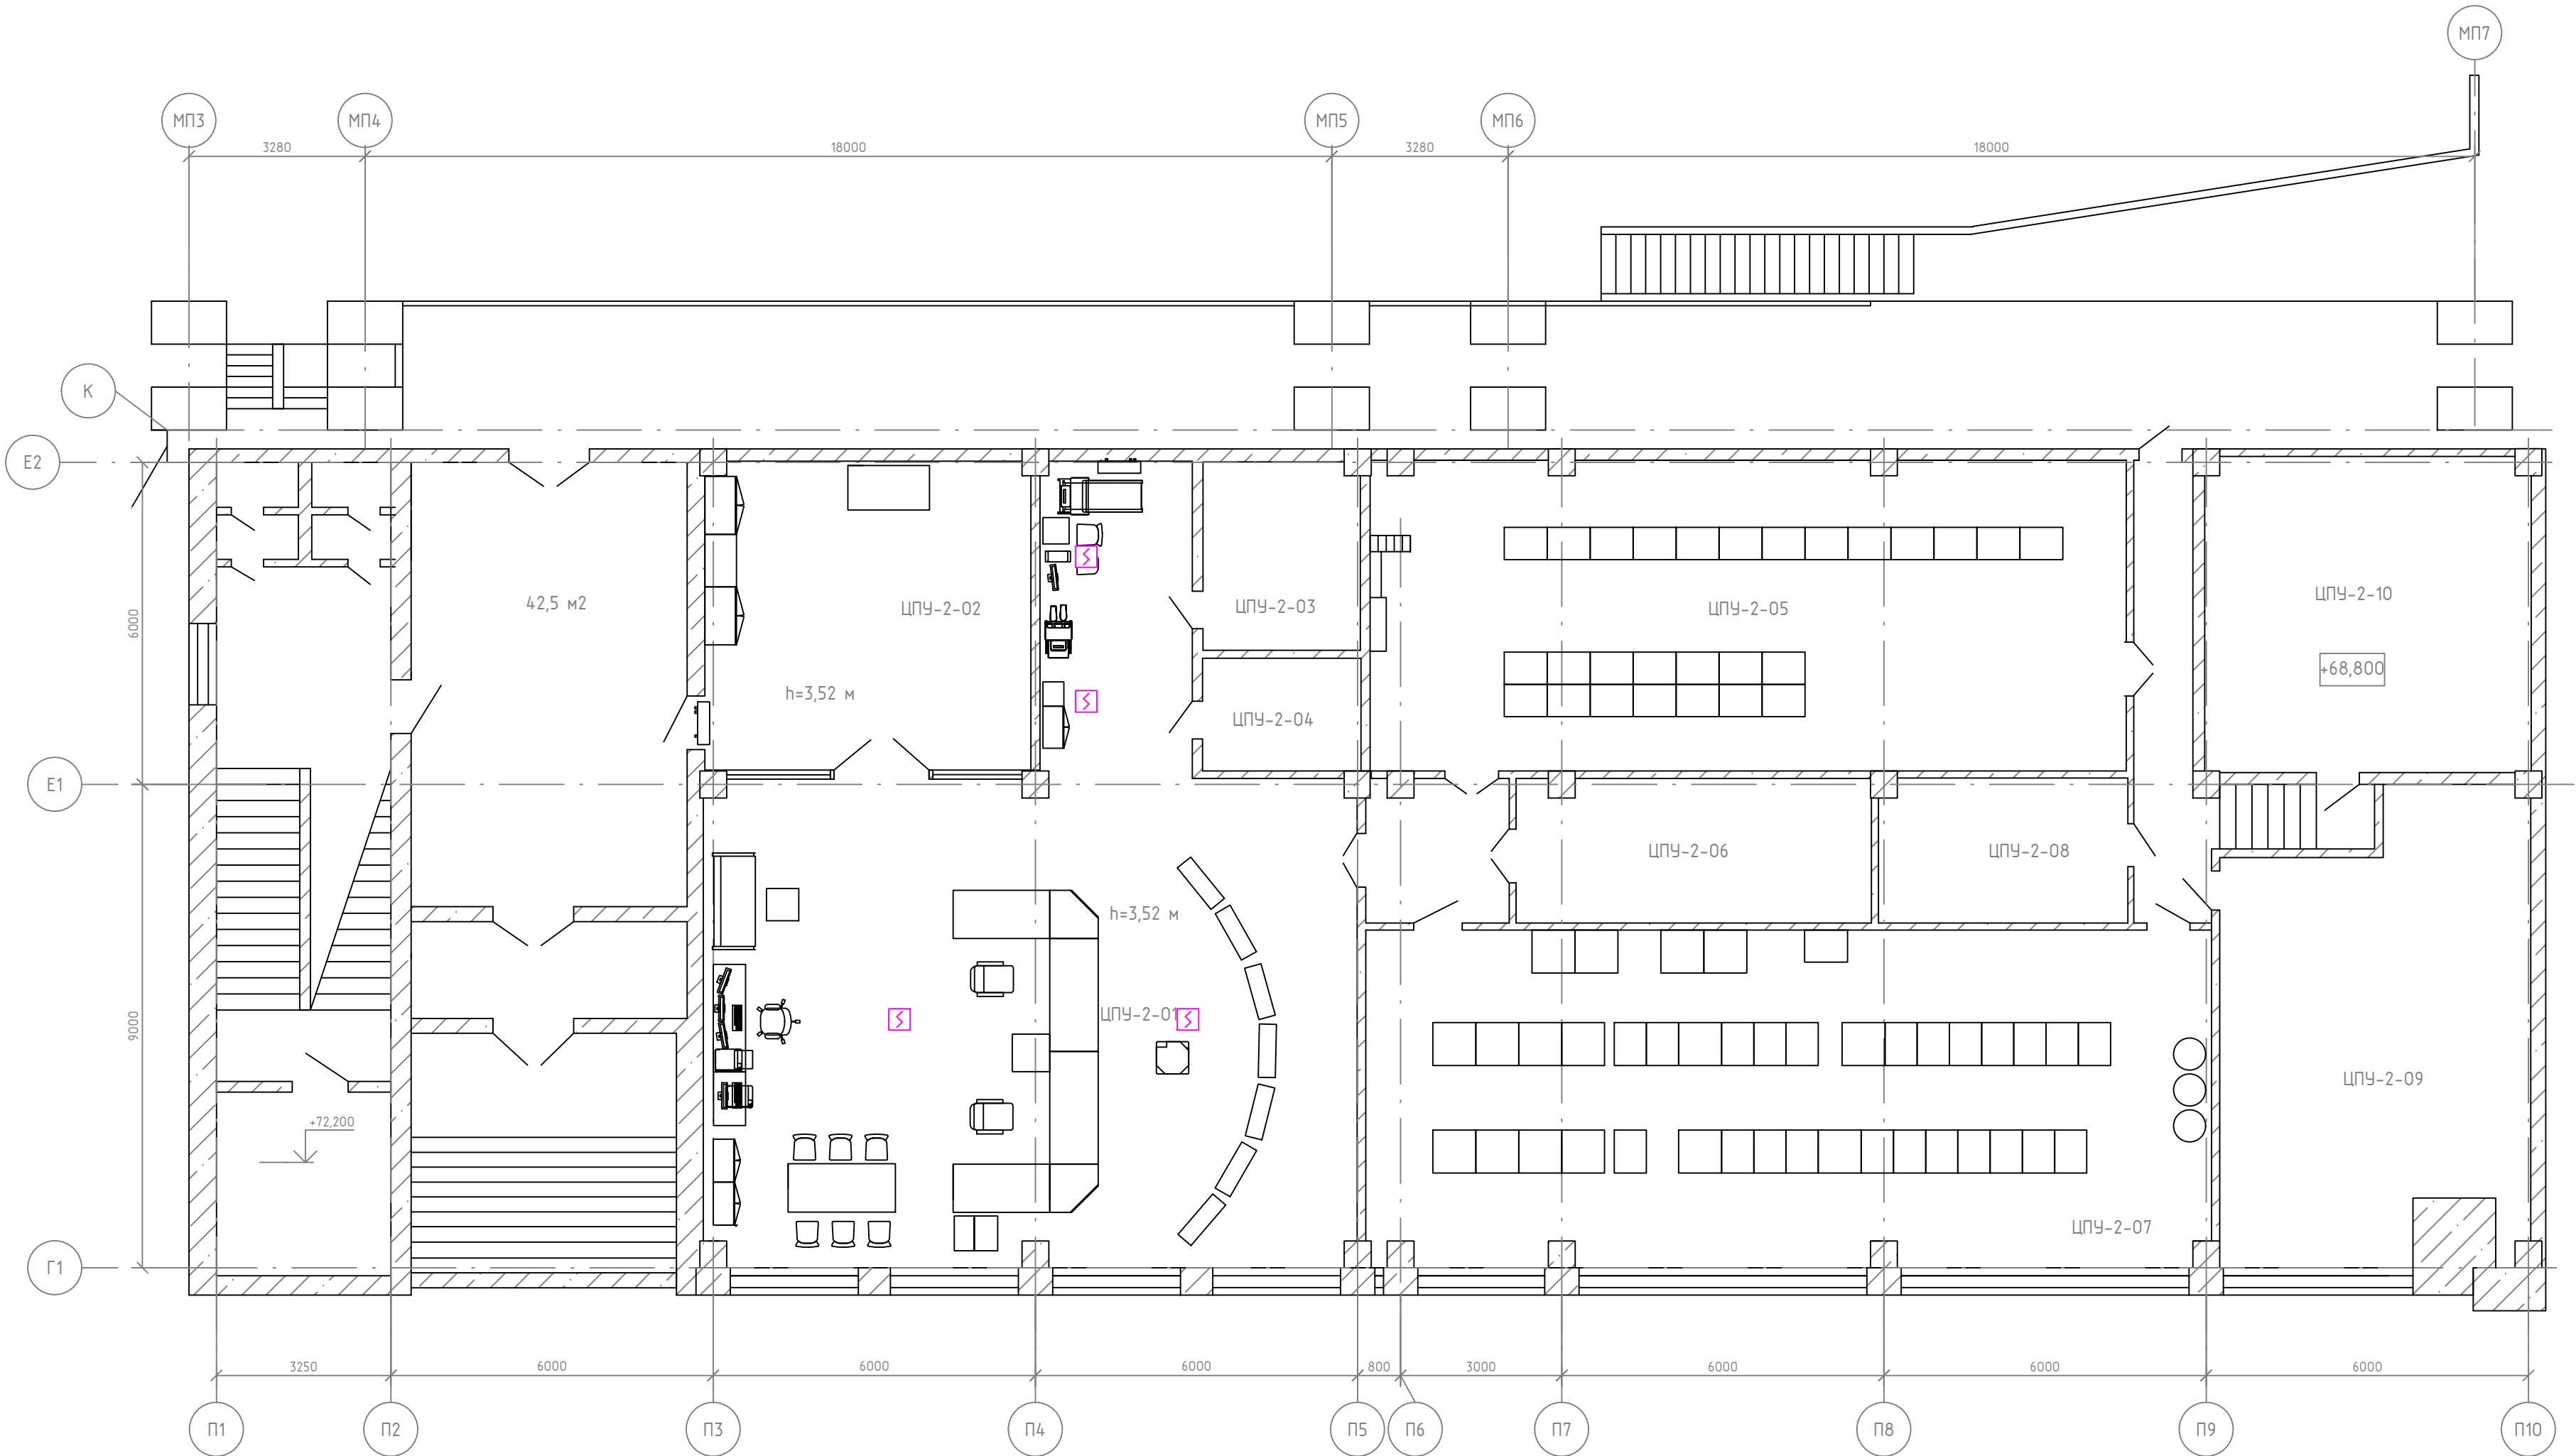 МП7
МП3
МП4
МП5
МП6
3280
18000
3280
18000
К
Е2
42,5 м2
ЦПУ-2-02
ЦПУ-2-03
ЦПУ-2-05
ЦПУ-2-10
6000
+68,800
h=3,52 м
ЦПУ-2-04
Е1
ЦПУ-2-06
ЦПУ-2-08
h=3,52 м
ЦПУ-2-01
9000
ЦПУ-2-09
+72,200
ЦПУ-2-07
Г1
3250
6000
6000
6000
800
3000
6000
6000
6000
П1
П2
П3
П4
П5
П6
П7
П8
П9
П10